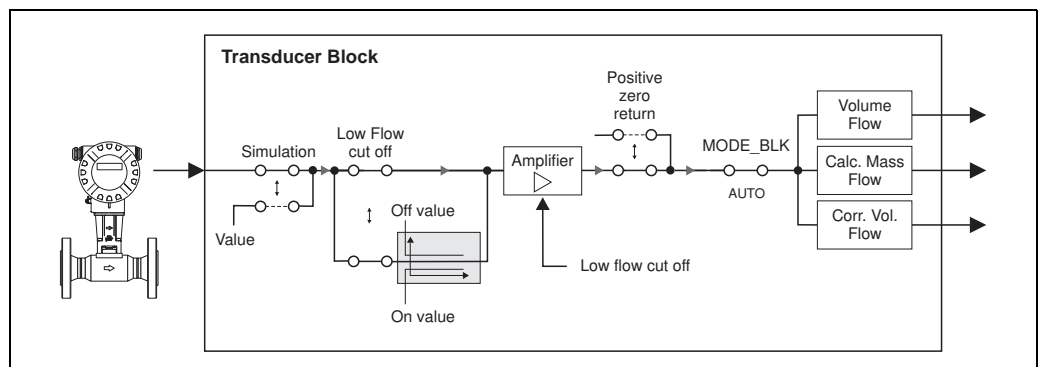 Transducer Block
Positive
zero
return
Low Flow
cut off
Simulation
Amplifier
MODE_BLK
AUTO
Volume
Flow
Calc. Mass
Flow
Corr. Vol.
Flow
Value
Off value
On value
Low flow cut off